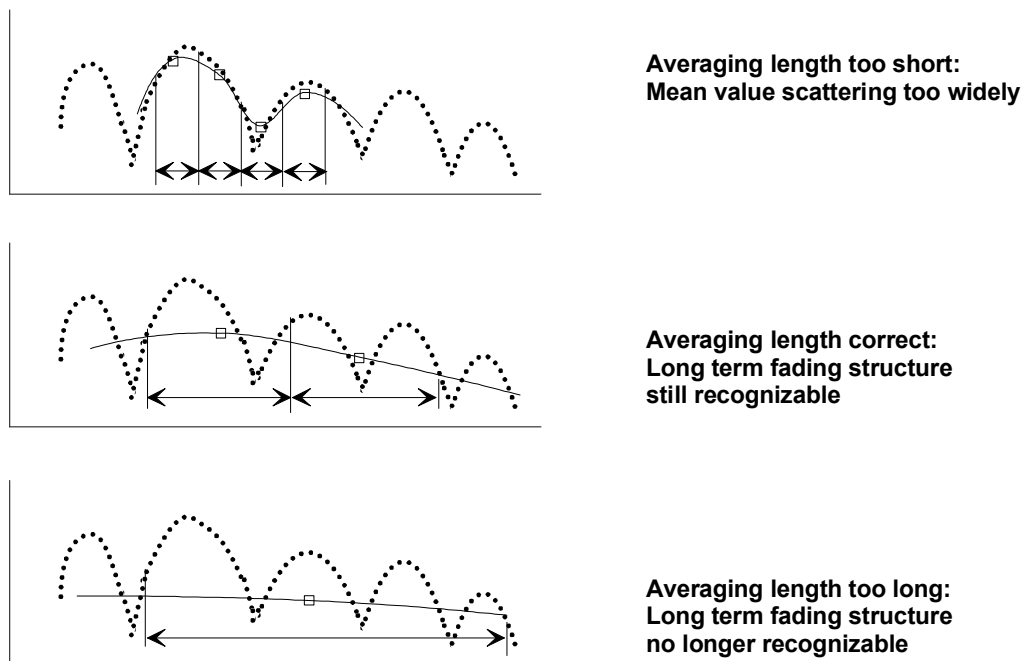 Averaging length too short:
Mean value scattering too widely
Averaging length correct:
Long term fading structure
still recognizable
Averaging length too long:
Long term fading structure
no longer recognizable